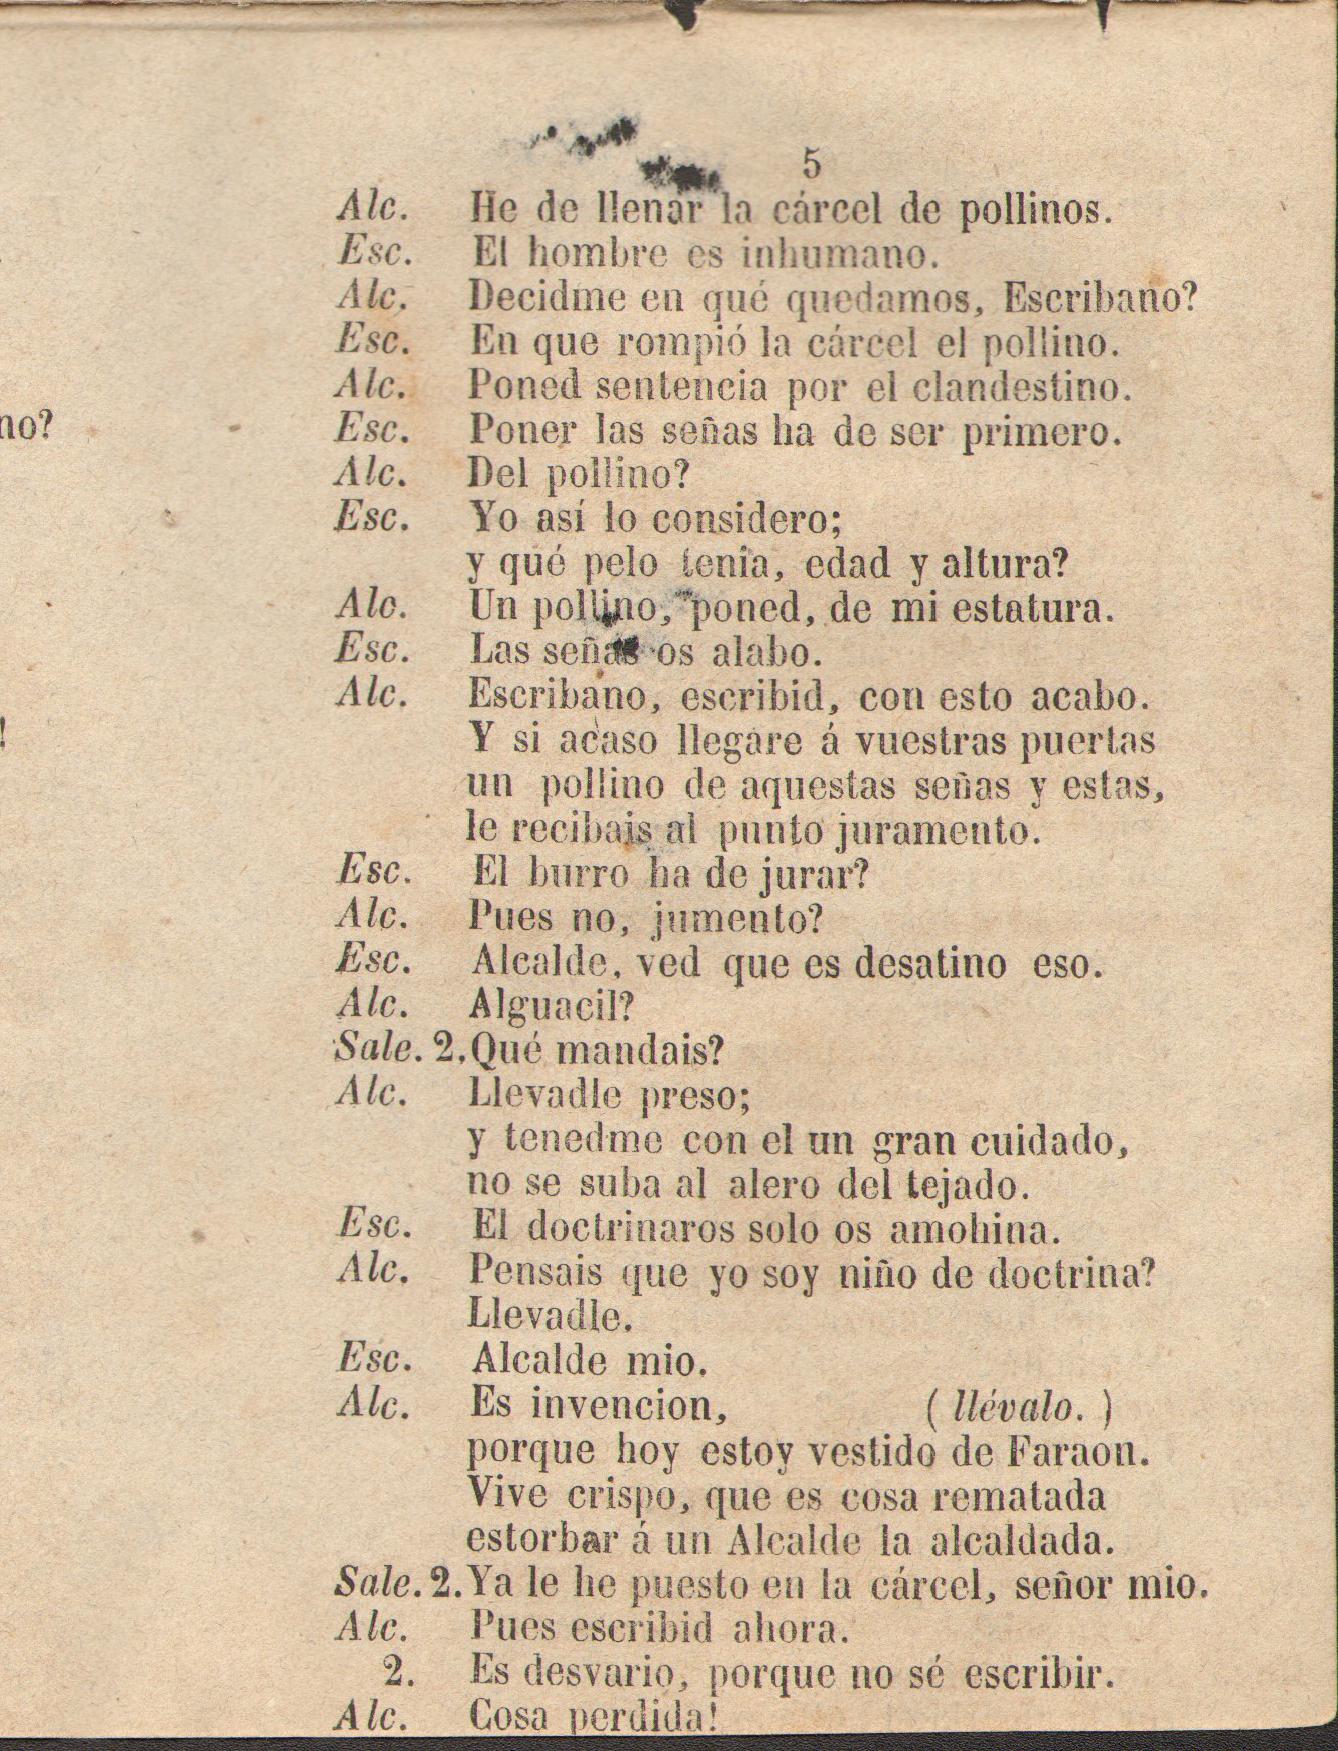 5
Alc. He de llenar la cárcel de pollinos.
Esc. El hombre es inhumano.
Alc. Decidme en qué quedamos, Escribano?
Esc. En que rompió la cárcel el pollino.
Alc. Poned sentencia por el clandestino.
no?
Esc. Poner las señas ha de ser primero.
Alc. Del pollino?
Esc. Yo así lo considero;
y qué pelo tenia, edad y altura?
Alc. Un pollino, poned, de mi estatura.
Esc. Las señas os alabo.
Alc. Escribano, escribid, con esto acabo.
!
Y si acaso llegare á vuestras puertas
un pollino de aquestas señas y estas,
le recibais al punto juramento.
Esc. El burro ha de jurar?
Alc. Pues no, jumento?
Esc. Alcalde, ved que es desatino eso.
Alc. Alguacil?
Sale. 2. Qué mandais?
Alc. Llevadle preso;
y tenedme con el un gran cuidado,
no se suba al alero del tejado.
Esc. El doctrinaros solo os amohina.
Alc. Pensais que yo soy niño de doctrina?
Llevadle.
Esc. Alcalde mio.
Alc. Es invencion, ( llévalo. )
porque hoy estoy vestido de Faraon.
Vive crispo, que es cosa rematada
estorbar á un Alcalde la alcaldada.
Sale. 2. Ya le he puesto en la cárcel, señor mio.
Alc. Pues escribid ahora.
2. Es desvario, porque no sé escribir.
Alc. Cosa perdida!